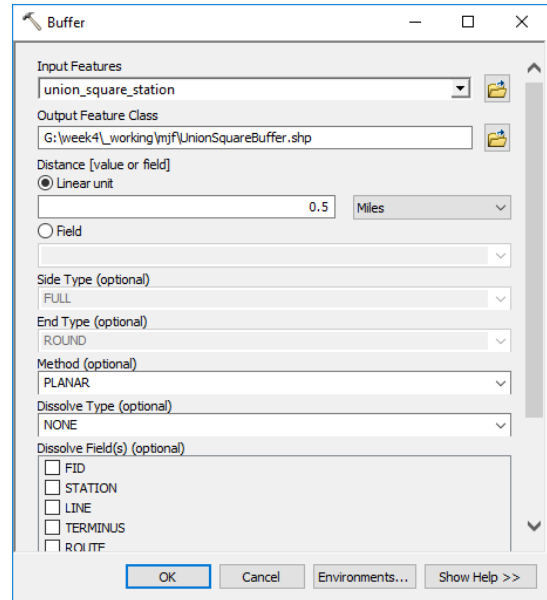 Buffer
Input Features
union_square_station
Output Feature Class
G:\week4\_working\mjf\UnionSquareBuffer.shp
Distance [value or field]
Linear unit
0.5 Miles
Field
Side Type (optional)
FULL
End Type (optional)
ROUND
Method (optional)
PLANAR
Dissolve Type (optional)
NONE
Dissolve Field(s) (optional)
FID
STATION
LINE
TERMINUS
ROUTE
OK Cancel Environments... Show Help >>